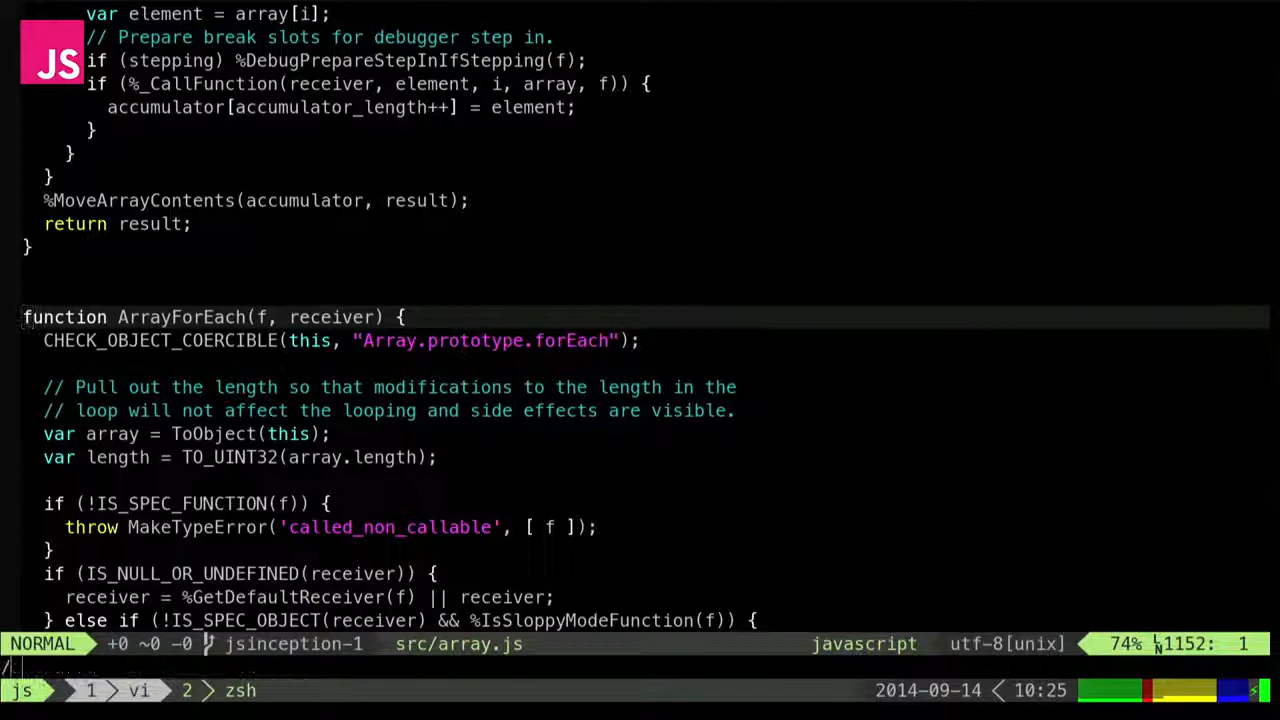 var element = array[i];
// Prepare break slots for debugger step in.
JS
if (stepping) %DebugPrepareStepInIfStepping(f);
if (%_CallFunction(receiver, element, i, array, f)) {
accumulator[accumulator_length++] = element;
}
}
}
%MoveArrayContents(accumulator, result);
return result;
}
function ArrayForEach(f, receiver) {
CHECK_OBJECT_COERCIBLE(this, "Array.prototype.forEach");
// Pull out the length so that modifications to the length in the
// loop will not affect the looping and side effects are visible.
var array = ToObject(this);
var length = TO_UINT32(array.length);
if (!IS_SPEC_FUNCTION(f)) {
throw MakeTypeError('called_non_callable', [ f ]);
}
if (IS_NULL_OR_UNDEFINED(receiver)) {
receiver = %GetDefaultReceiver(f) || receiver;
} else if (!IS_SPEC_OBJECT(receiver) && %IsSloppyModeFunction(f)) {
NORMAL +0 ~0 -0 jsinception-1 src/array.js javascript utf-8[unix] 74% LN 1152: 1
/
js 1 vi 2 zsh 2014-09-14 10:25